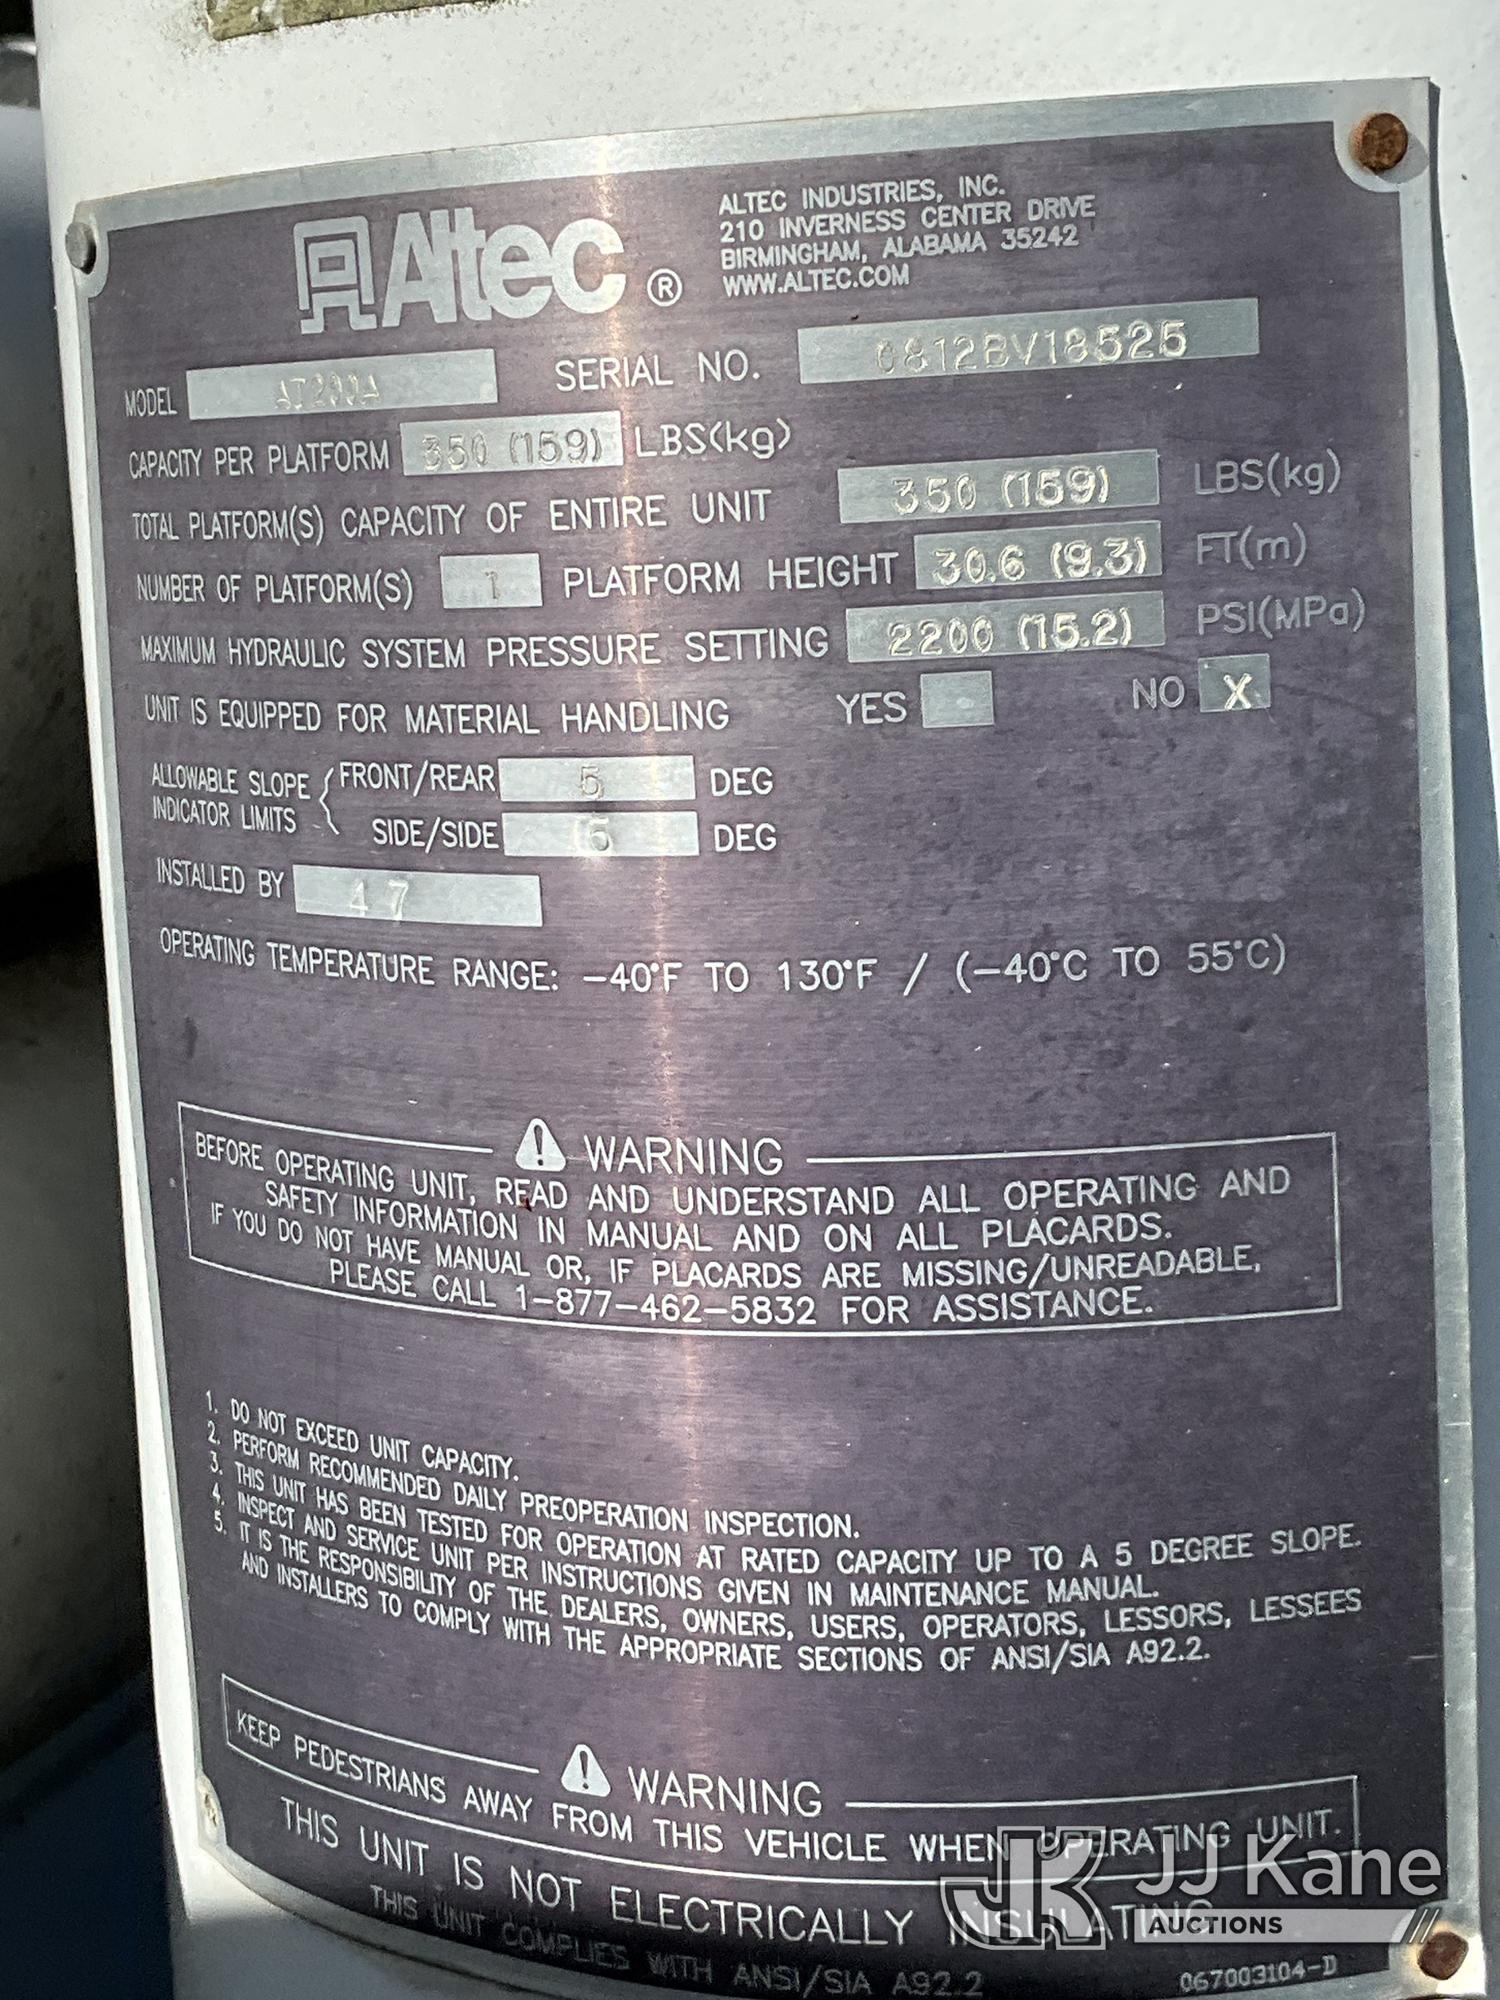 Altec ®
ALTEC INDUSTRIES, INC.
210 INVERNESS CENTER DRIVE
BIRMINGHAM, ALABAMA 35242
WWW.ALTEC.COM
MODEL AT200A SERIAL NO. 0812BV18525
CAPACITY PER PLATFORM 350 (159) LBS(kg)
TOTAL PLATFORM(S) CAPACITY OF ENTIRE UNIT 350 (159) LBS(kg)
NUMBER OF PLATFORM(S) 1 PLATFORM HEIGHT 30.6 (9.3) FT(m)
MAXIMUM HYDRAULIC SYSTEM PRESSURE SETTING 2200 (15.2) PSI(MPa)
UNIT IS EQUIPPED FOR MATERIAL HANDLING YES NO X
ALLOWABLE SLOPE INDICATOR LIMITS { FRONT/REAR 5 DEG
SIDE/SIDE 5 DEG
INSTALLED BY 47
OPERATING TEMPERATURE RANGE: -40°F TO 130°F / (-40°C TO 55°C)
WARNING
BEFORE OPERATING UNIT, READ AND UNDERSTAND ALL OPERATING AND
SAFETY INFORMATION IN MANUAL AND ON ALL PLACARDS.
IF YOU DO NOT HAVE MANUAL OR, IF PLACARDS ARE MISSING/UNREADABLE,
PLEASE CALL 1-877-462-5832 FOR ASSISTANCE.
1. DO NOT EXCEED UNIT CAPACITY.
2. PERFORM RECOMMENDED DAILY PREOPERATION INSPECTION.
3. THIS UNIT HAS BEEN TESTED FOR OPERATION AT RATED CAPACITY UP TO A 5 DEGREE SLOPE.
4. INSPECT AND SERVICE UNIT PER INSTRUCTIONS GIVEN IN MAINTENANCE MANUAL.
5. IT IS THE RESPONSIBILITY OF THE DEALERS, OWNERS, USERS, OPERATORS, LESSORS, LESSEES
AND INSTALLERS TO COMPLY WITH THE APPROPRIATE SECTIONS OF ANSI/SIA A92.2.
WARNING
KEEP PEDESTRIANS AWAY FROM THIS VEHICLE WHEN OPERATING UNIT.
THIS UNIT IS NOT ELECTRICALLY INSULATING
THIS UNIT COMPLIES WITH ANSI/SIA A92.2
067003104-D
JK JJ Kane
AUCTIONS